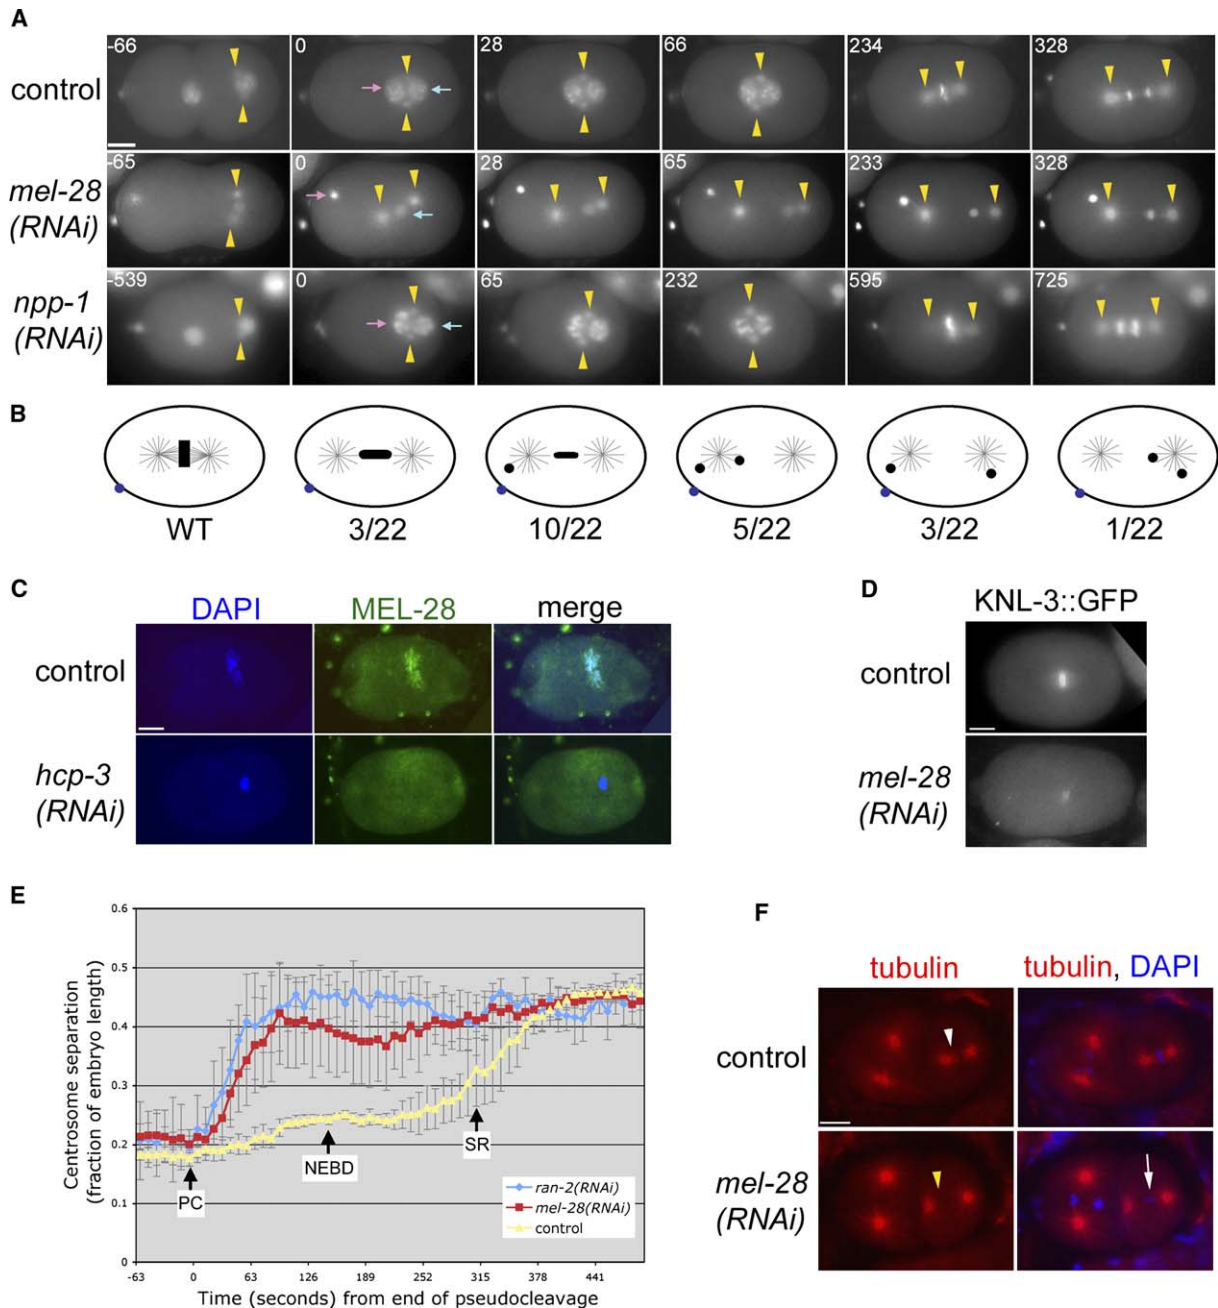 A
control
-66
0
28
66
234
328
mel-28
(RNAi)
-65
0
28
65
233
328
npp-1
(RNAi)
-539
0
65
232
595
725
B
WT
3/22
10/22
5/22
3/22
1/22
C
DAPI
MEL-28
merge
control
hcp-3
(RNAi)
D
KNL-3::GFP
control
mel-28
(RNAi)
E
Centrosome separation
(fraction of embryo length)
0.6
0.5
0.4
0.3
0.2
0.1
0
PC
NEBD
SR
ran-2(RNAi)
mel-28(RNAi)
control
-63
0
63
126
189
252
315
378
441
Time (seconds) from end of pseudocleavage
F
tubulin
tubulin, DAPI
control
mel-28
(RNAi)